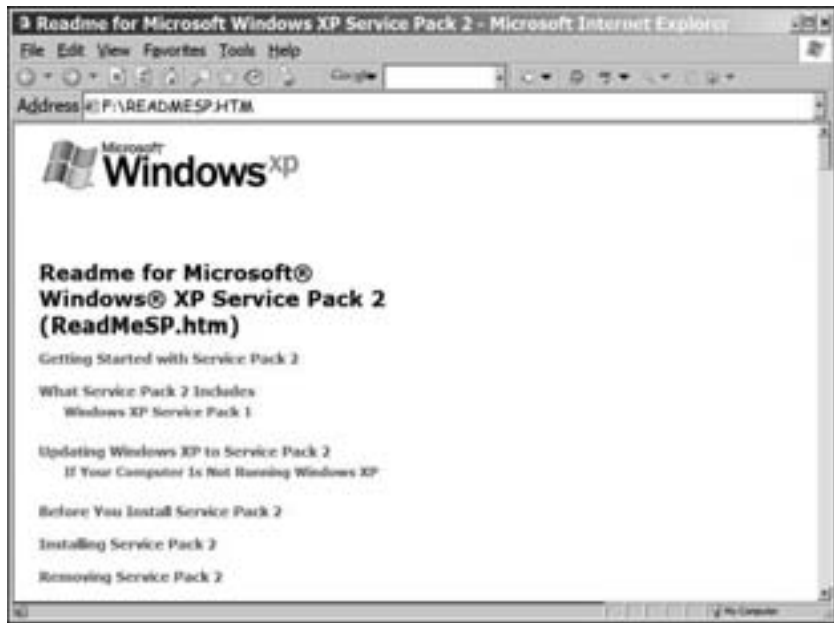 Readme for Microsoft Windows XP Service Pack 2 - Microsoft Internet Explorer
File Edit View Favorites Tools Help
Google
Address F:\READMESP.HTM
Microsoft
Windows xp
Readme for Microsoft®
Windows® XP Service Pack 2
(ReadMeSP.htm)
Getting Started with Service Pack 2
What Service Pack 2 Includes
Windows XP Service Pack 1
Updating Windows XP to Service Pack 2
If Your Computer Is Not Running Windows XP
Before You Install Service Pack 2
Installing Service Pack 2
Removing Service Pack 2
My Computer